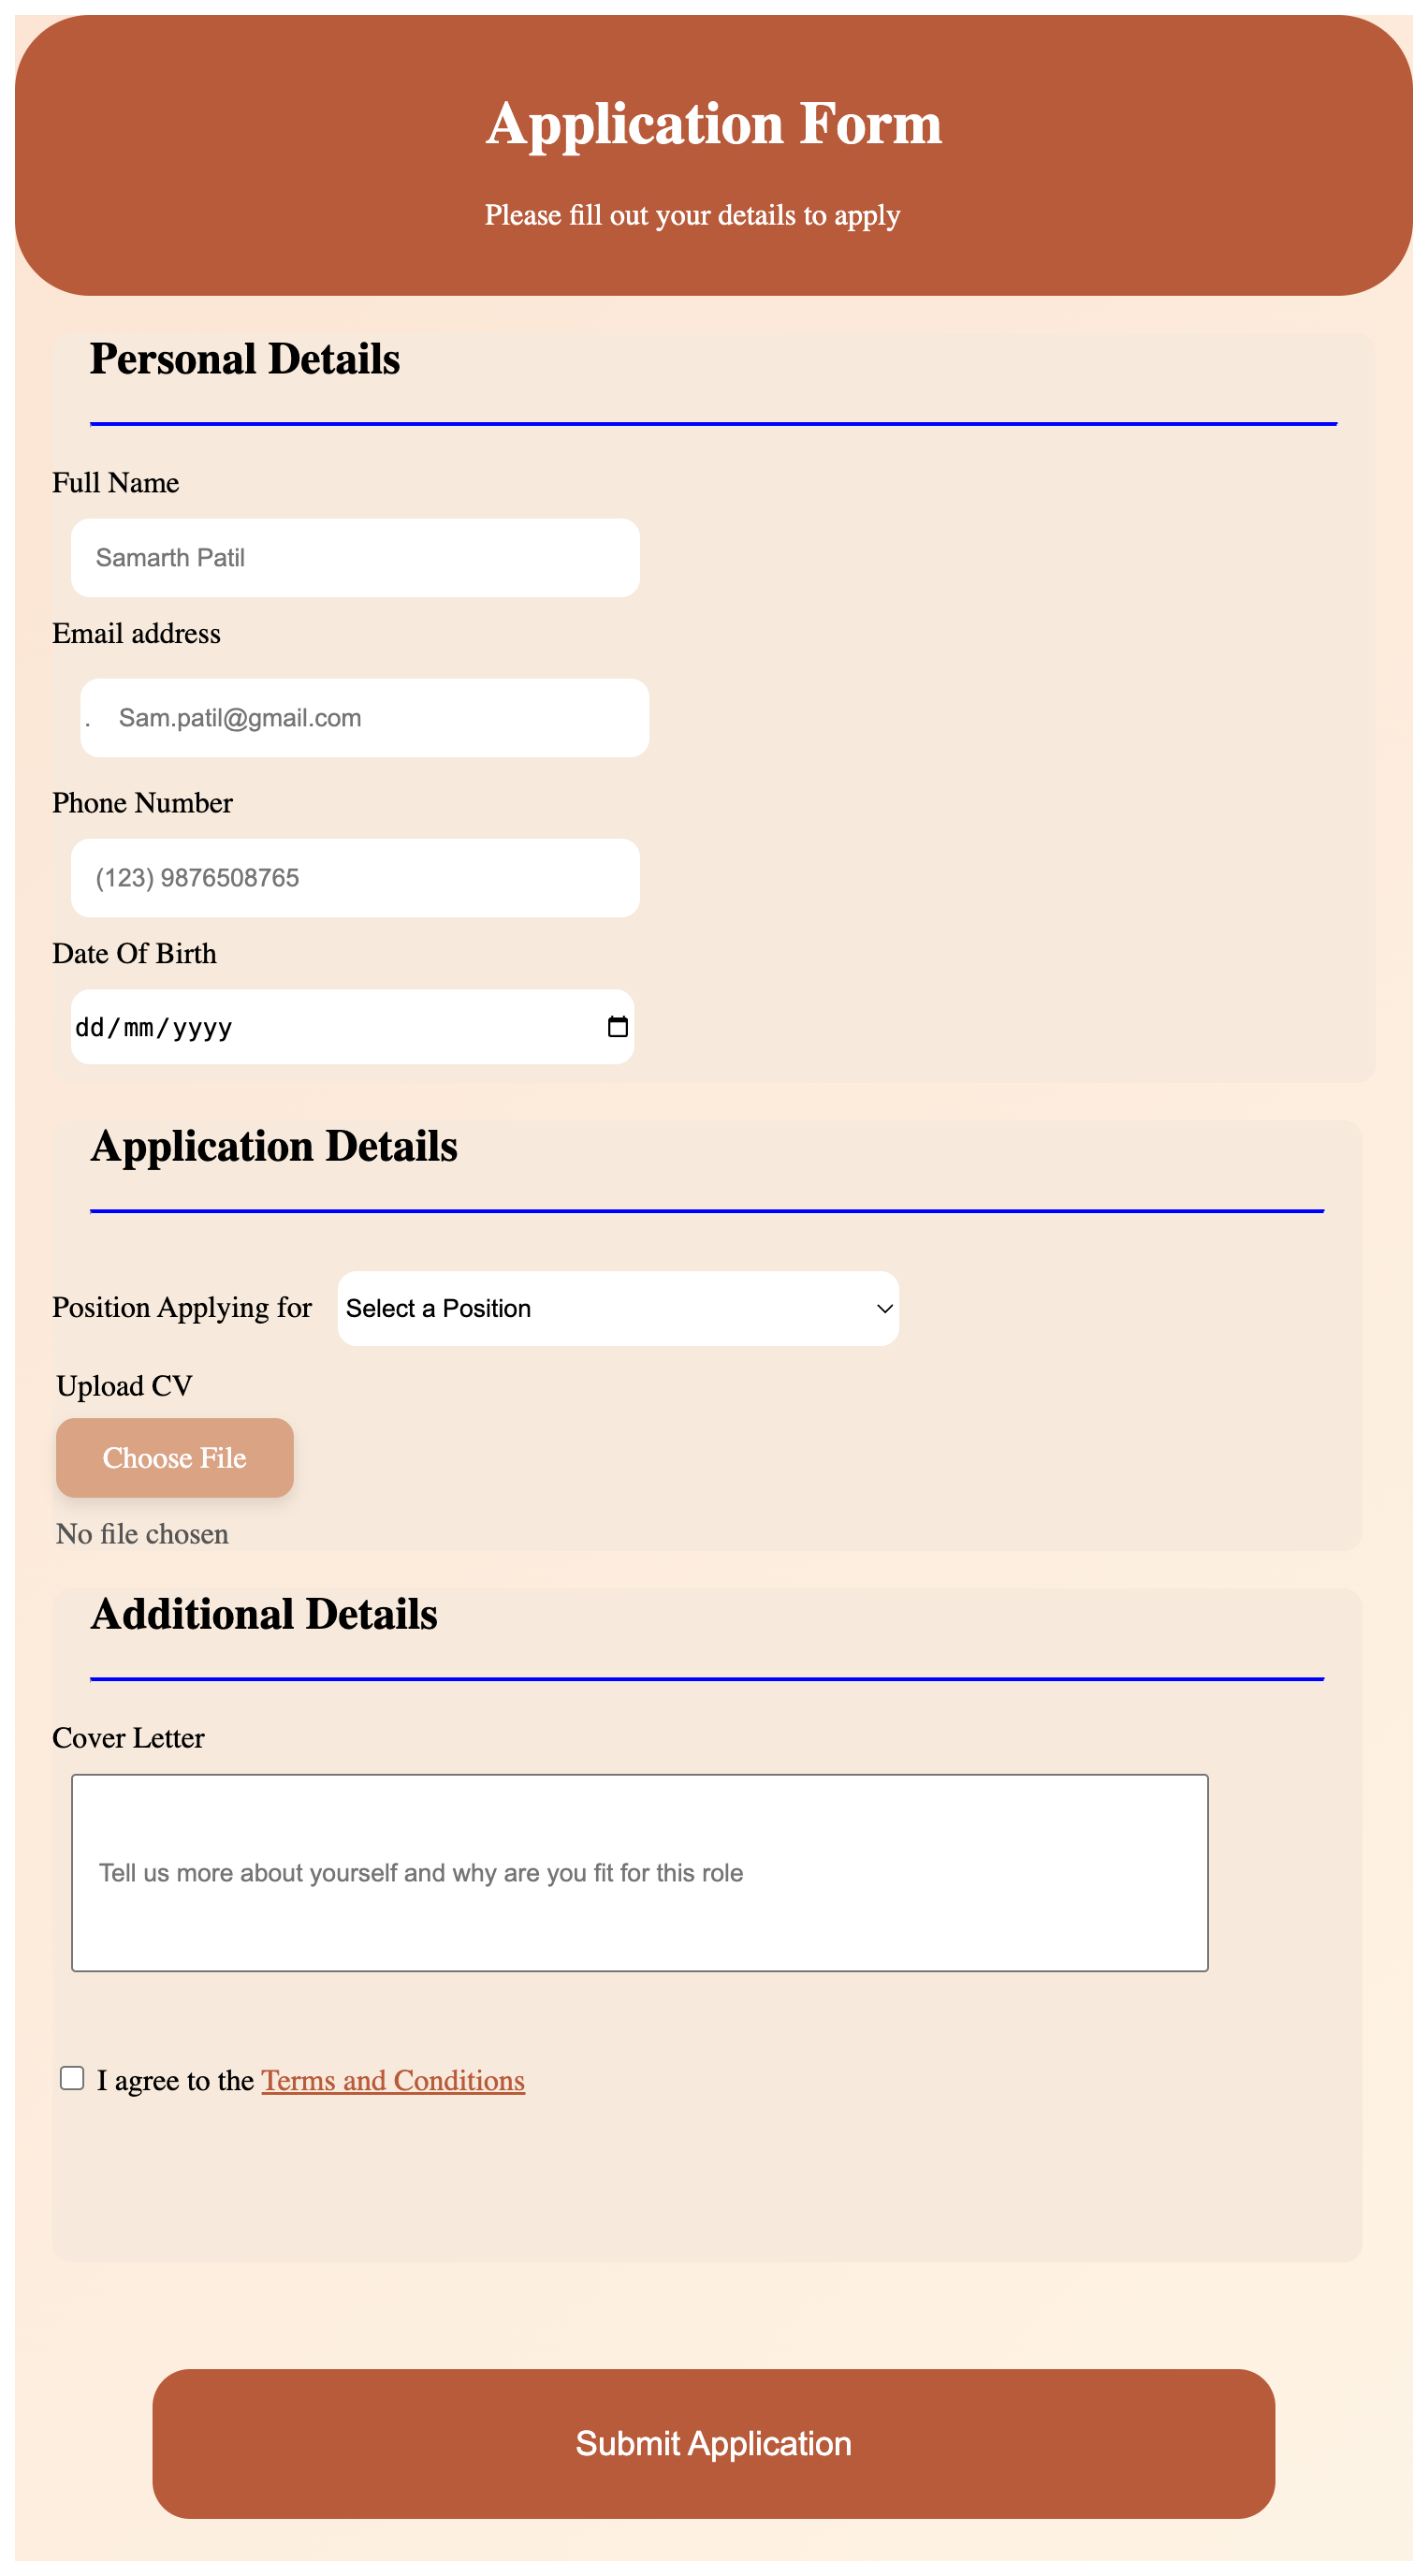 Application Form
Please fill out your details to apply
Personal Details
Full Name
Samarth Patil
Email address
. Sam.patil@gmail.com
Phone Number
(123) 9876508765
Date Of Birth
dd/mm/yyyy
Application Details
Position Applying for Select a Position
Upload CV
Choose File
No file chosen
Additional Details
Cover Letter
Tell us more about yourself and why are you fit for this role
I agree to the Terms and Conditions
Submit Application